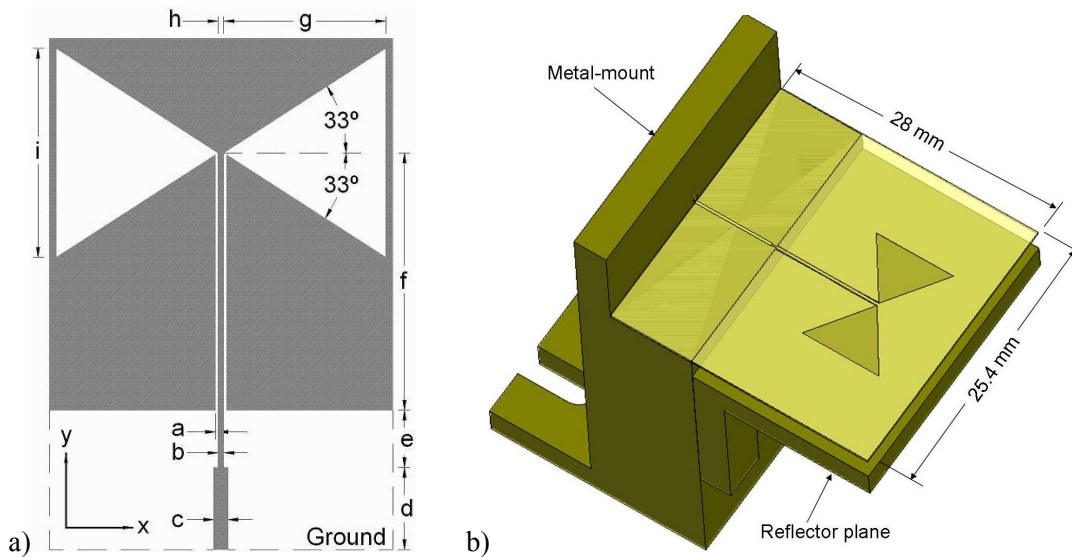 h
g
i
33º
33º
f
a
b
e
y
x
c
d
Ground
a)
Metal-mount
28 mm
25.4 mm
Reflector plane
b)